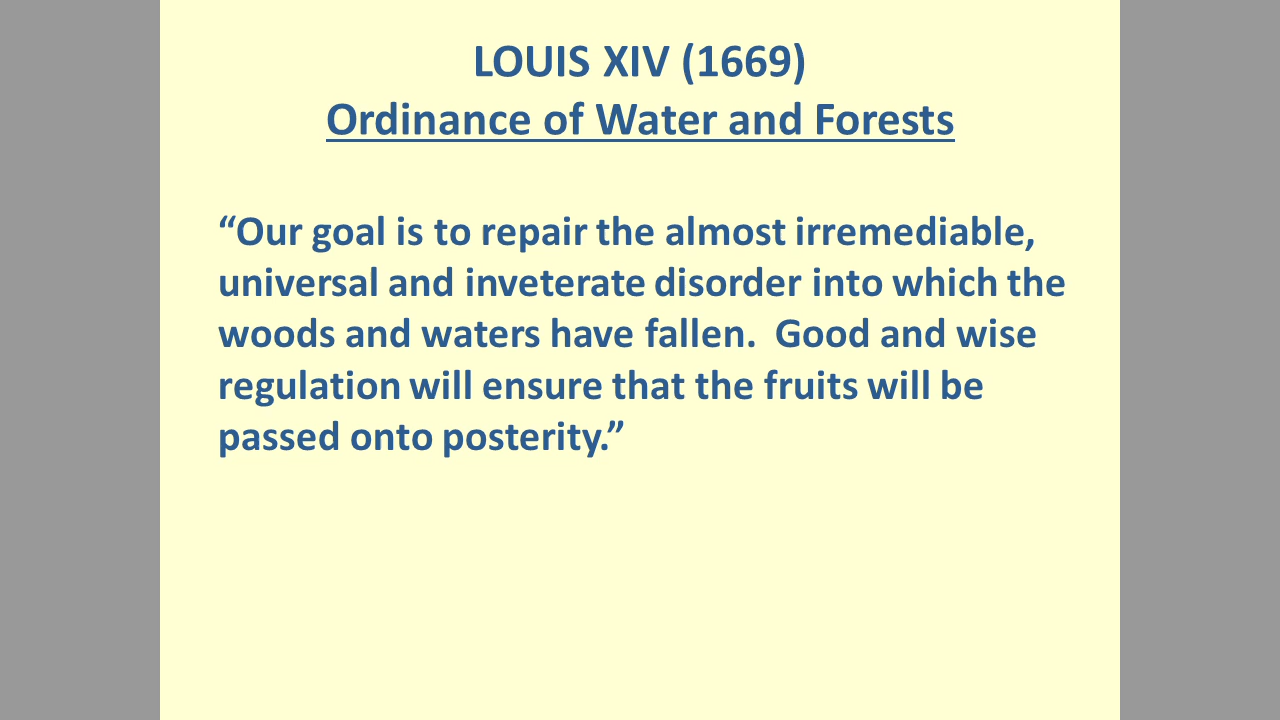 LOUIS XIV (1669)
Ordinance of Water and Forests
“Our goal is to repair the almost irremediable,
universal and inveterate disorder into which the
woods and waters have fallen.  Good and wise
regulation will ensure that the fruits will be
passed onto posterity.”